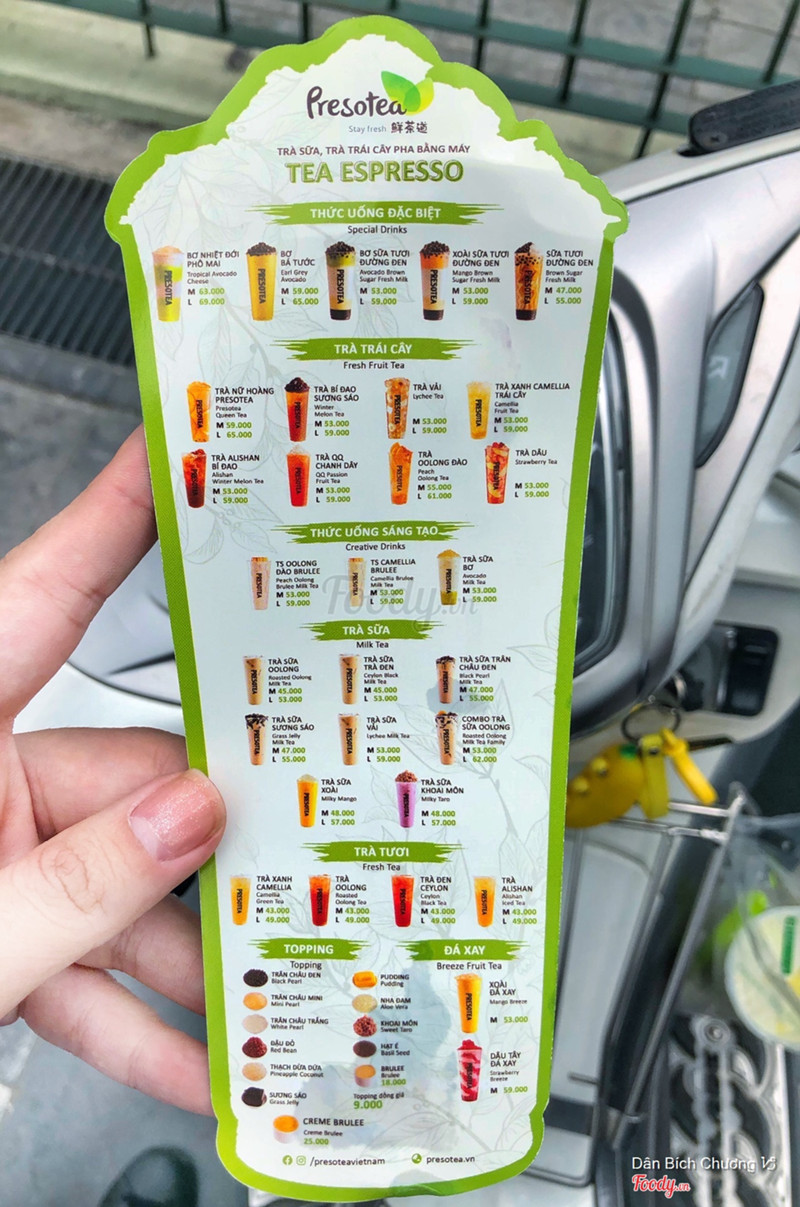 Presotea
Stay fresh 鮮茶道
TRÀ SỮA, TRÀ TRÁI CÂY PHA BẰNG MÁY
TEA ESPRESSO
THỨC UỐNG ĐẶC BIỆT
Special Drinks
BƠ NHIỆT ĐỚI
PHÔ MAI
Tropical Avocado
Cheese
M 63.000
L 69.000
BƠ
BÁ TƯỚC
Earl Grey
Avocado
M 59.000
L 65.000
BƠ SỮA TƯƠI
ĐƯỜNG ĐEN
Avocado Brown
Sugar Fresh Milk
M 53.000
L 59.000
XOÀI SỮA TƯƠI
ĐƯỜNG ĐEN
Mango Brown
Sugar Fresh Milk
M 53.000
L 59.000
SỮA TƯƠI
ĐƯỜNG ĐEN
Brown Sugar
Fresh Milk
M 47.000
L 55.000
TRÀ TRÁI CÂY
Fresh Fruit Tea
TRÀ NỮ HOÀNG
PRESOTEA
Presotea
Queen Tea
M 59.000
L 65.000
TRÀ BÍ ĐAO
SƯƠNG SÁO
Winter
Melon Tea
M 53.000
L 59.000
TRÀ VẢI
Lychee Tea
M 53.000
L 59.000
TRÀ XANH CAMELLIA
TRÁI CÂY
Camellia
Fruit Tea
M 53.000
L 59.000
TRÀ ALISHAN
BÍ ĐAO
Alishan
Winter Melon Tea
M 53.000
L 59.000
TRÀ QQ
CHANH DÂY
QQ Passion
Fruit Tea
M 53.000
L 59.000
TRÀ
OOLONG ĐÀO
Peach
Oolong Tea
M 55.000
L 61.000
TRÀ DÂU
Strawberry Tea
M 53.000
L 59.000
THỨC UỐNG SÁNG TẠO
Creative Drinks
TS OOLONG
ĐÀO BRULEE
Peach Oolong
Brulee Milk Tea
M 53.000
L 59.000
TS CAMELLIA
BRULEE
Camellia Brulee
Milk Tea
M 53.000
L 59.000
TRÀ SỮA
BƠ
Avocado
Milk Tea
M 53.000
L 59.000
Foody.vn
TRÀ SỮA
Milk Tea
TRÀ SỮA
OOLONG
Roasted Oolong
Milk Tea
M 45.000
L 53.000
TRÀ SỮA
TRÀ ĐEN
Ceylon Black
Milk Tea
M 45.000
L 53.000
TRÀ SỮA TRÂN
CHÂU ĐEN
Black Pearl
Milk Tea
M 47.000
L 55.000
TRÀ SỮA
SƯƠNG SÁO
Grass Jelly
Milk Tea
M 47.000
L 55.000
TRÀ SỮA
VẢI
Lychee Milk Tea
M 53.000
L 59.000
COMBO TRÀ
SỮA OOLONG
Roasted Oolong
Milk Tea Family
M 53.000
L 62.000
TRÀ SỮA
XOÀI
Milky Mango
M 48.000
L 57.000
TRÀ SỮA
KHOAI MÔN
Milky Taro
M 48.000
L 57.000
TRÀ TƯƠI
Fresh Tea
TRÀ XANH
CAMELLIA
Camellia
Green Tea
M 43.000
L 49.000
TRÀ
OOLONG
Roasted
Oolong Tea
M 43.000
L 49.000
TRÀ ĐEN
CEYLON
Ceylon
Black Tea
M 43.000
L 49.000
TRÀ
ALISHAN
Alishan
Iced Tea
M 43.000
L 49.000
TOPPING
Topping
TRÂN CHÂU ĐEN
Black Pearl
TRÂN CHÂU MINI
Mini Pearl
TRÂN CHÂU TRẮNG
White Pearl
ĐẬU ĐỎ
Red Bean
THẠCH DỪA DỨA
Pineapple Coconut
SƯƠNG SÁO
Grass Jelly
PUDDING
Pudding
NHA ĐAM
Aloe Vera
KHOAI MÔN
Sweet Taro
HẠT É
Basil Seed
BRULEE
Brulee
18.000
Topping đồng giá
9.000
CREME BRULEE
Creme Brulee
25.000
ĐÁ XAY
Breeze Fruit Tea
XOÀI
ĐÁ XAY
Mango Breeze
M 53.000
DÂU TÂY
ĐÁ XAY
Strawberry
Breeze
M 59.000
/presoteavietnam
presotea.vn
Dân Bích Chương
Foody.vn